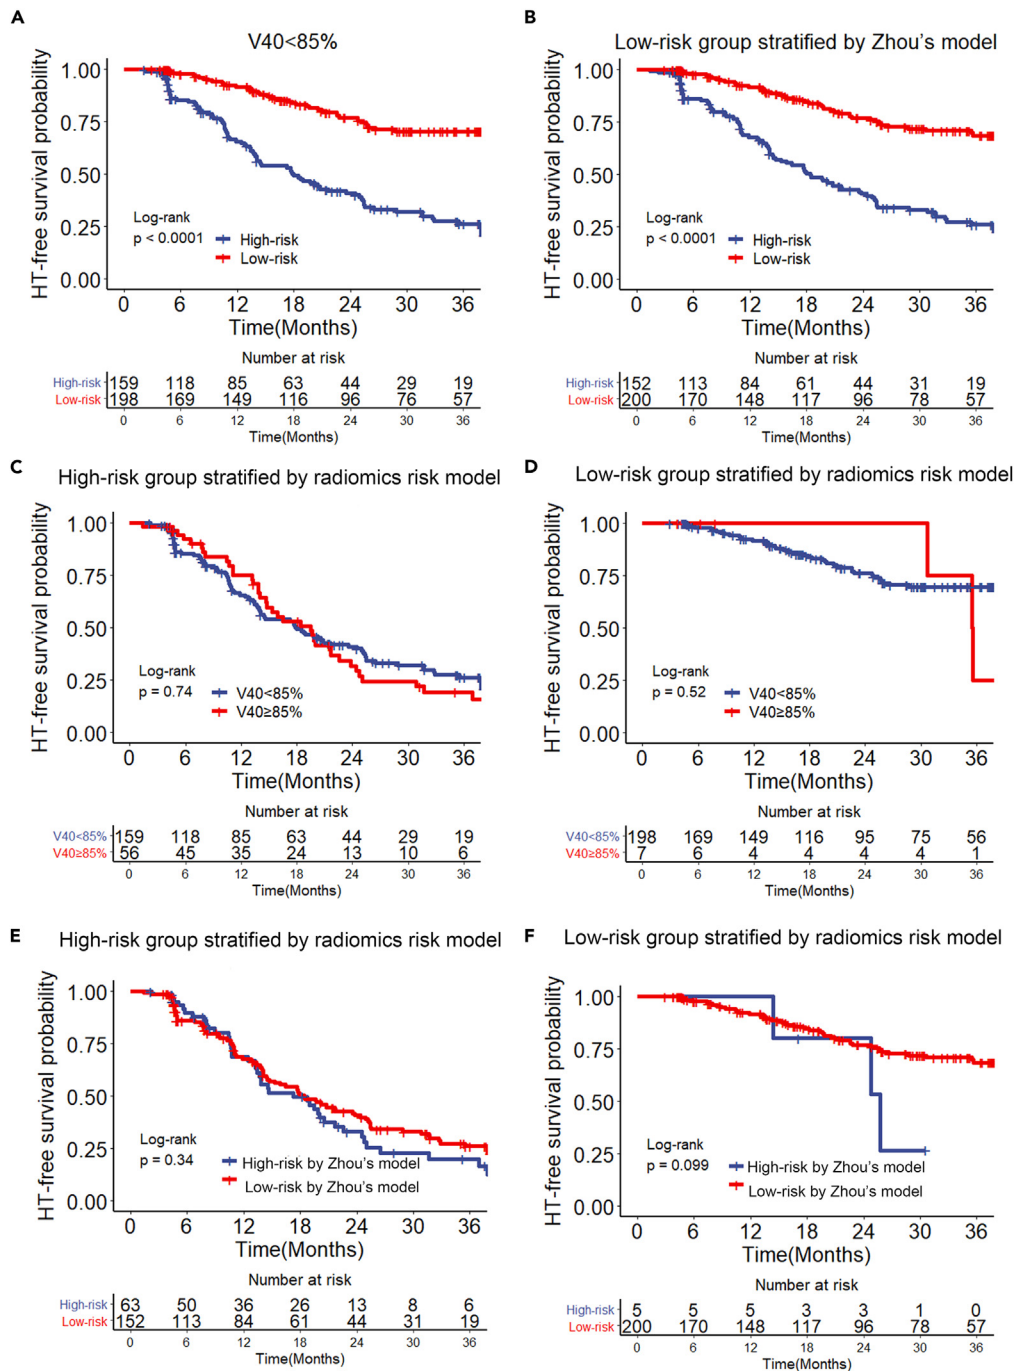 A
V40<85%
HT-free survival probability
1.00
0.75
0.50
0.25
0.00
Log-rank
p < 0.0001
High-risk
Low-risk
0 6 12 18 24 30 36
Time(Months)
Number at risk
High-risk 159 118 85 63 44 29 19
Low-risk 198 169 149 116 96 76 57
0 6 12 18 24 30 36
Time(Months)
B
Low-risk group stratified by Zhou's model
HT-free survival probability
1.00
0.75
0.50
0.25
0.00
Log-rank
p < 0.0001
High-risk
Low-risk
0 6 12 18 24 30 36
Time(Months)
Number at risk
High-risk 152 113 84 61 44 31 19
Low-risk 200 170 148 117 96 78 57
0 6 12 18 24 30 36
Time(Months)
C
High-risk group stratified by radiomics risk model
HT-free survival probability
1.00
0.75
0.50
0.25
0.00
Log-rank
p = 0.74
V40<85%
V40≥85%
0 6 12 18 24 30 36
Time(Months)
Number at risk
V40<85% 159 118 85 63 44 29 19
V40≥85% 56 45 35 24 13 10 6
0 6 12 18 24 30 36
Time(Months)
D
Low-risk group stratified by radiomics risk model
HT-free survival probability
1.00
0.75
0.50
0.25
0.00
Log-rank
p = 0.52
V40<85%
V40≥85%
0 6 12 18 24 30 36
Time(Months)
Number at risk
V40<85% 198 169 149 116 95 75 56
V40≥85% 7 6 4 4 4 4 1
0 6 12 18 24 30 36
Time(Months)
E
High-risk group stratified by radiomics risk model
HT-free survival probability
1.00
0.75
0.50
0.25
0.00
Log-rank
p = 0.34
High-risk by Zhou's model
Low-risk by Zhou's model
0 6 12 18 24 30 36
Time(Months)
Number at risk
High-risk 63 50 36 26 13 8 6
Low-risk 152 113 84 61 44 31 19
0 6 12 18 24 30 36
Time(Months)
F
Low-risk group stratified by radiomics risk model
HT-free survival probability
1.00
0.75
0.50
0.25
0.00
Log-rank
p = 0.099
High-risk by Zhou's model
Low-risk by Zhou's model
0 6 12 18 24 30 36
Time(Months)
Number at risk
High-risk 5 5 5 3 3 1 0
Low-risk 200 170 148 117 96 78 57
0 6 12 18 24 30 36
Time(Months)